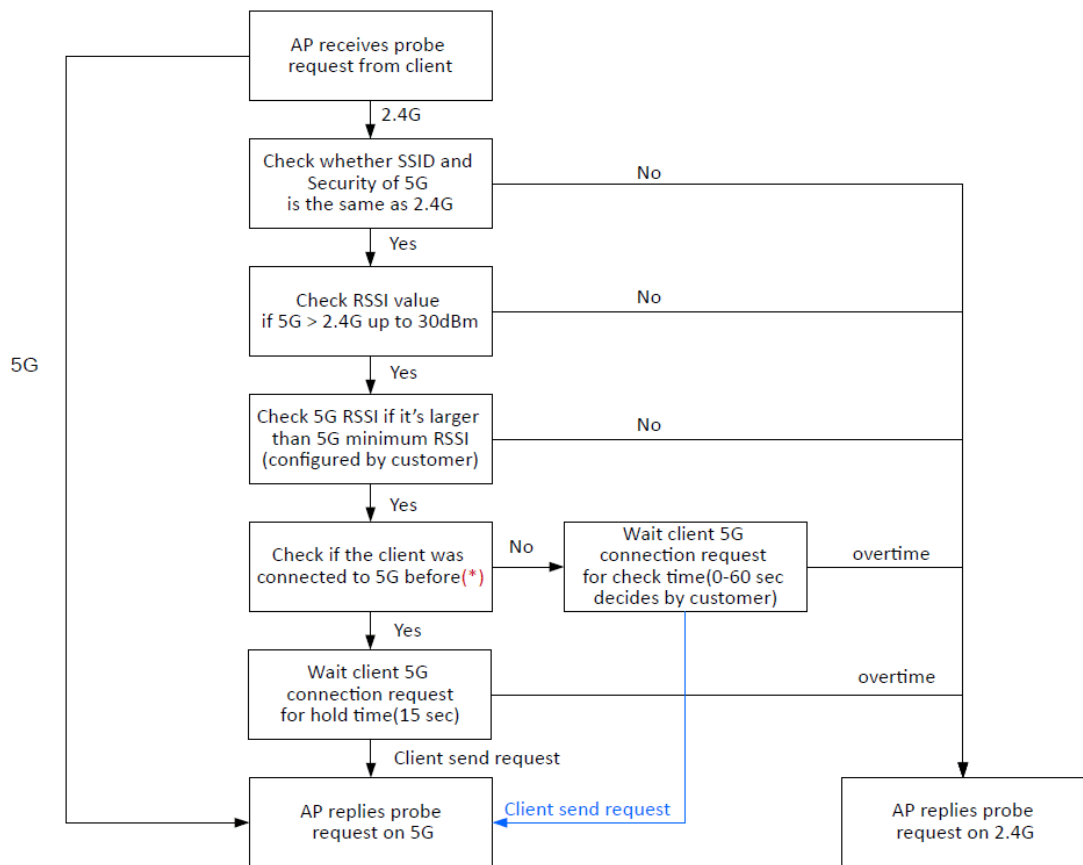 AP receives probe
request from client
2.4G
Check whether SSID and
Security of 5G
is the same as 2.4G
No
Yes
Check RSSI value
if 5G > 2.4G up to 30dBm
No
5G
Yes
Check 5G RSSI if it's larger
than 5G minimum RSSI
(configured by customer)
No
Yes
Check if the client was
connected to 5G before(*)
No
Wait client 5G
connection request
for check time(0-60 sec
decides by customer)
overtime
Yes
Wait client 5G
connection request
for hold time(15 sec)
overtime
Client send request
AP replies probe
request on 5G
Client send request
AP replies probe
request on 2.4G